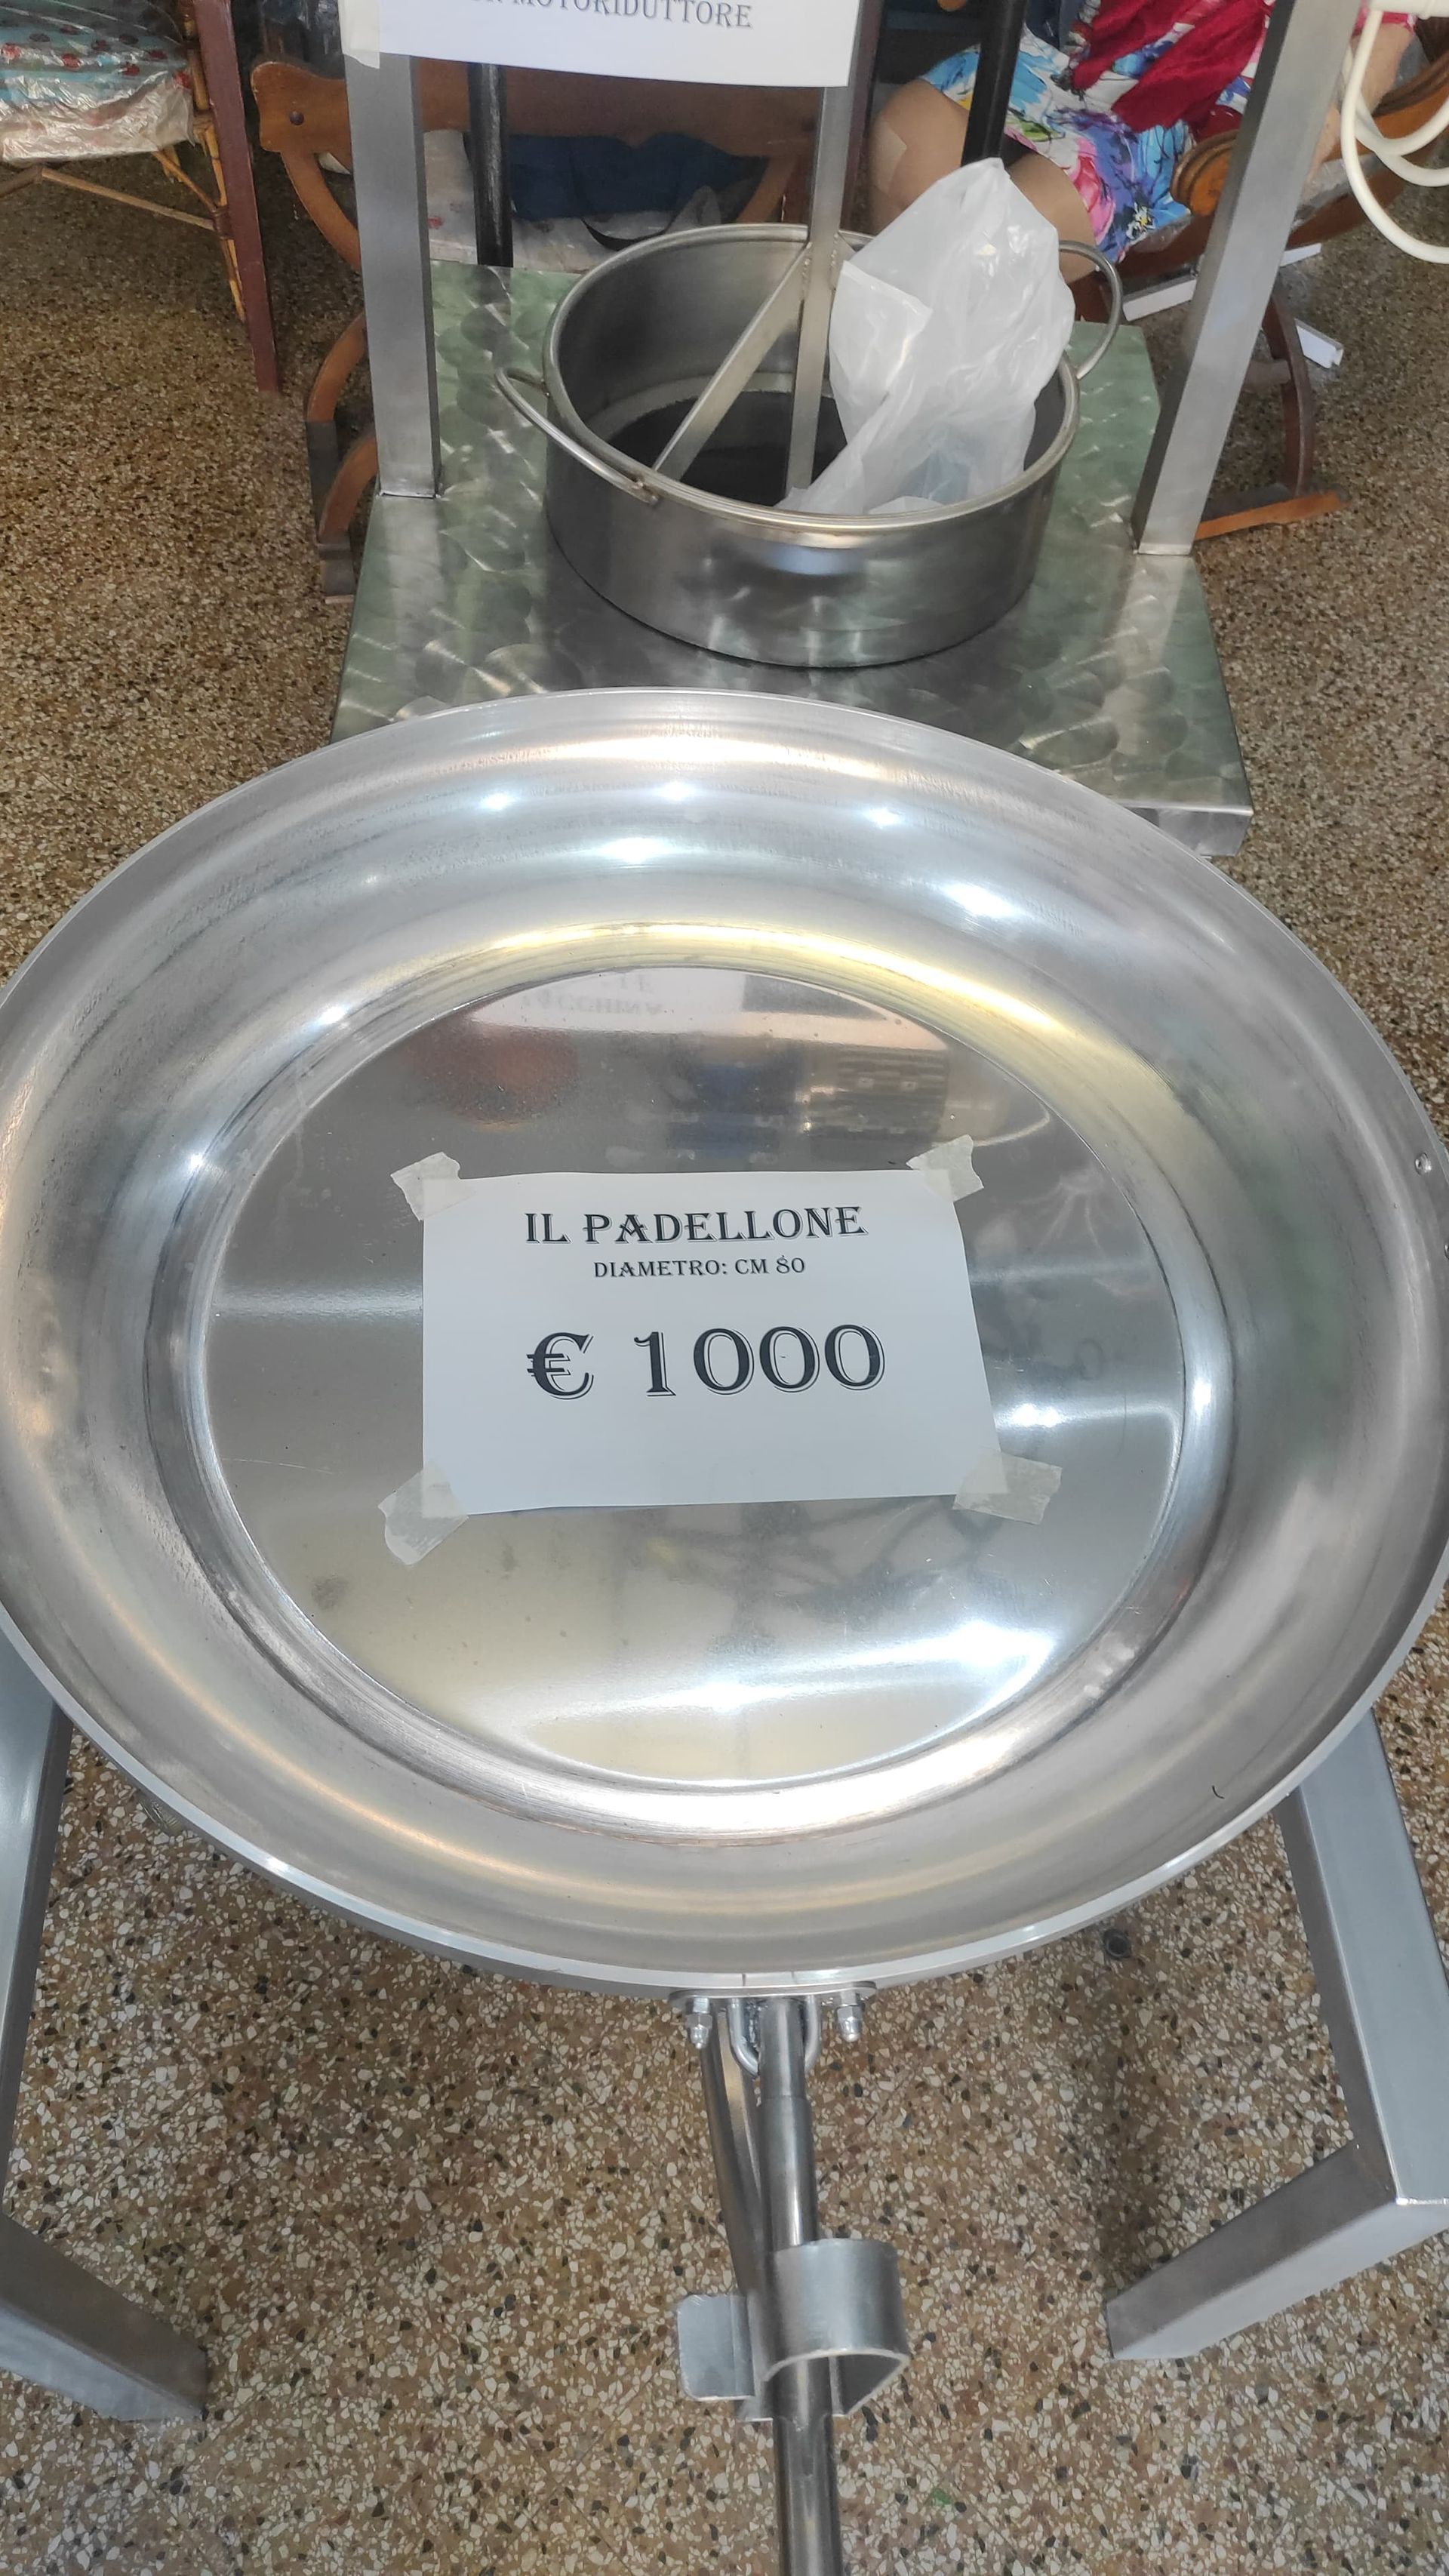 MOTORIDUTTORE
IL PADELLONE
DIAMETRO: CM 80
€ 1000